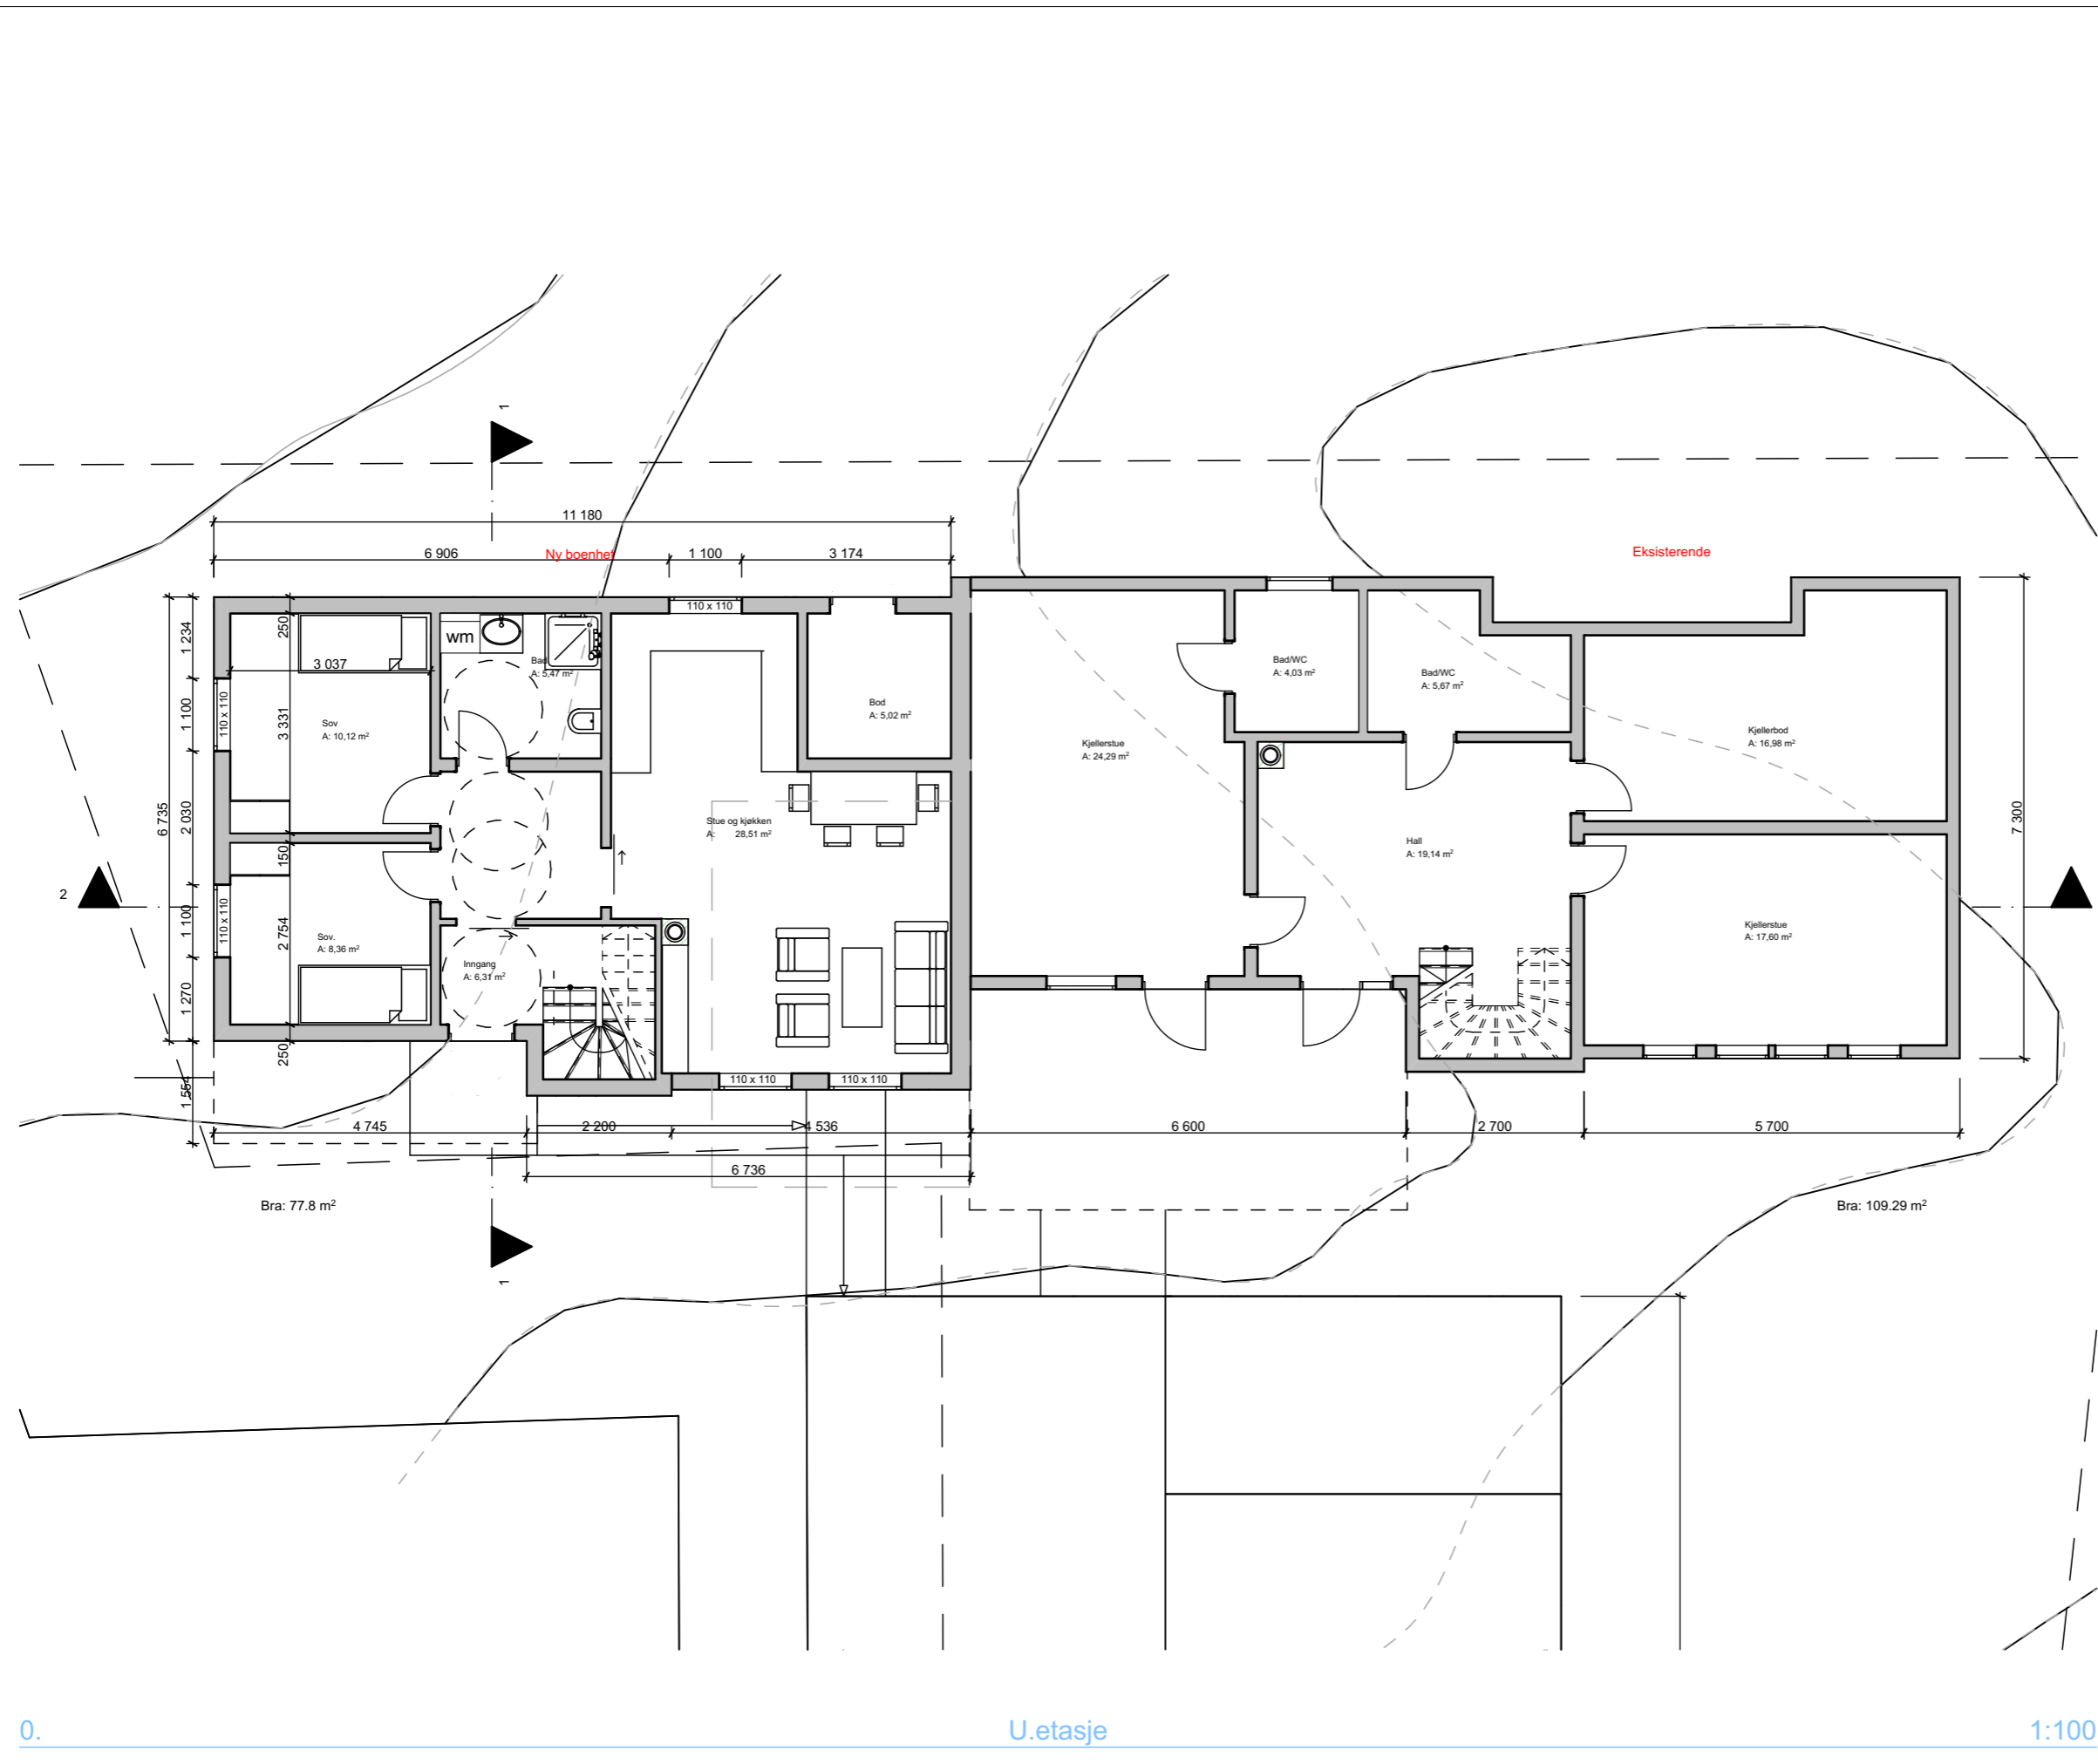 1
11 180
6 906
Ny boenhet
1 100
3 174
Eksisterende
110 x 110
1 234
250
wm
3 037
Bad
A: 5,47 m²
Bad/WC
A: 4,03 m²
Bad/WC
A: 5,67 m²
1 100
110 x 110
3 331
Sov
A: 10,12 m²
Bod
A: 5,02 m²
Kjellerstue
A: 24,29 m²
Kjellerbod
A: 16,98 m²
6 735
2 030
7 300
Stue og kjøkken
A: 28,51 m²
Hall
A: 19,14 m²
150
2
1 100
110 x 110
2 754
Sov.
A: 8,36 m²
Kjellerstue
A: 17,60 m²
Inngang
A: 6,31 m²
1 270
250
110 x 110
110 x 110
1 554
4 745
2 200
4 536
6 600
2 700
5 700
6 736
Bra: 77.8 m²
Bra: 109.29 m²
1
0.
U.etasje
1:100